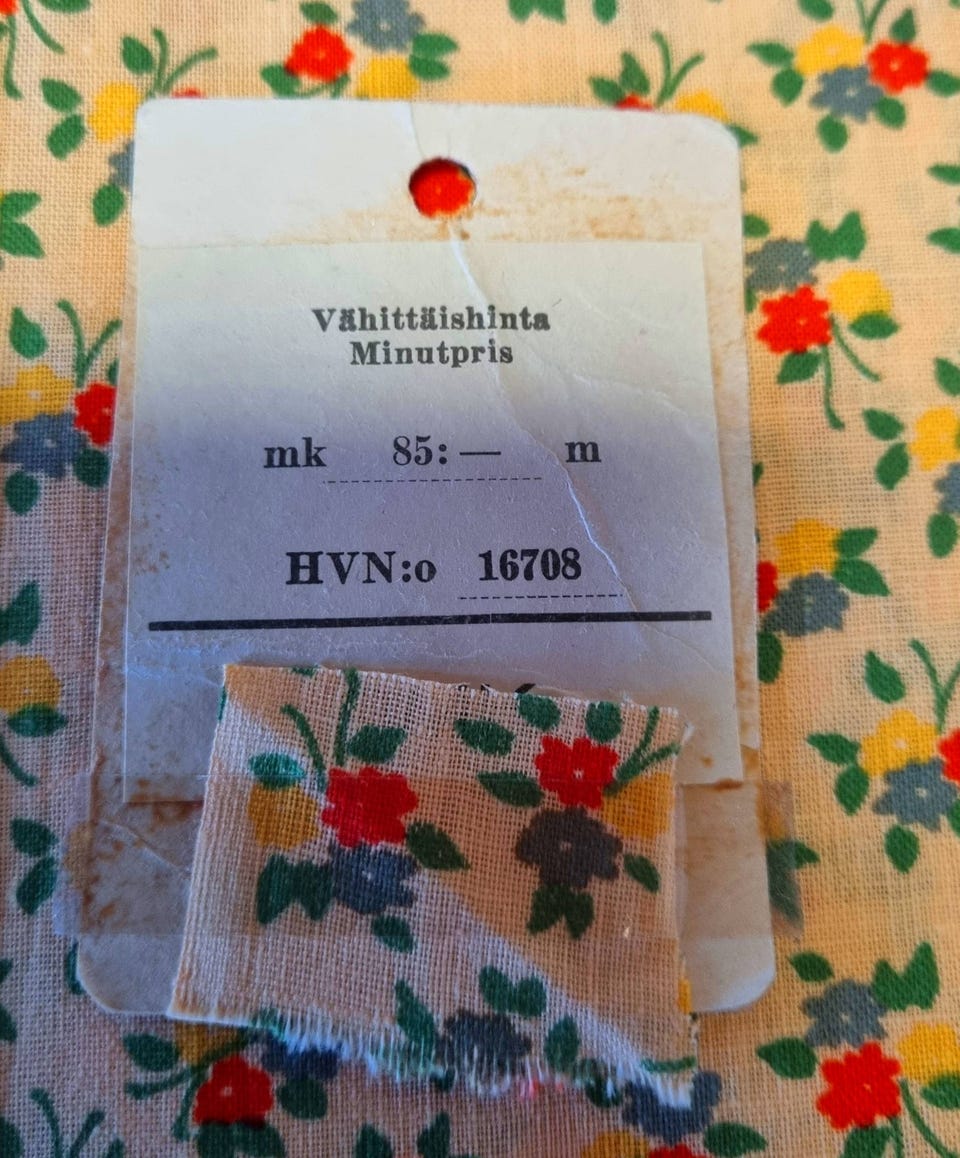 Vähittäishinta
Minutpris
mk 85:— m
HVN:o 16708